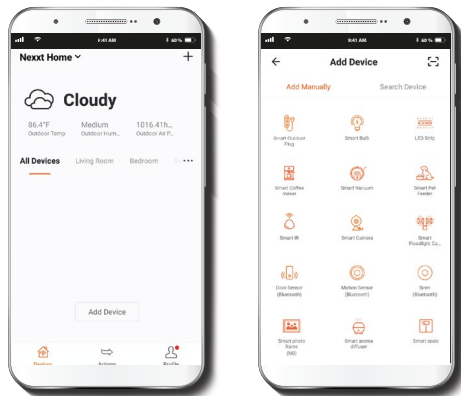 9:41 AM
60 %
Nexxt Home
+
Cloudy
86.4°F
Medium
1016.41h...
Outdoor Temp
Outdoor Hum..
Outdoor Air P..
All Devices
Living Room
Bedroom
...
Add Device
Devices
Actions
Profile
9:41 AM
60 %
Add Device
Add Manually
Search Device
Smart Outdoor
Plug
Smart Bulb
LED Strip
Smart Coffee
maker
Smart Vacuum
Smart Pet
Feeder
Smart IR
Smart Camera
Smart
Floodlight Ca...
Door Sensor
(Bluetooth)
Motion Sensor
(Bluetooth)
Siren
(Bluetooth)
Smart photo
frame
(NB)
Smart aroma
diffuser
Smart scale